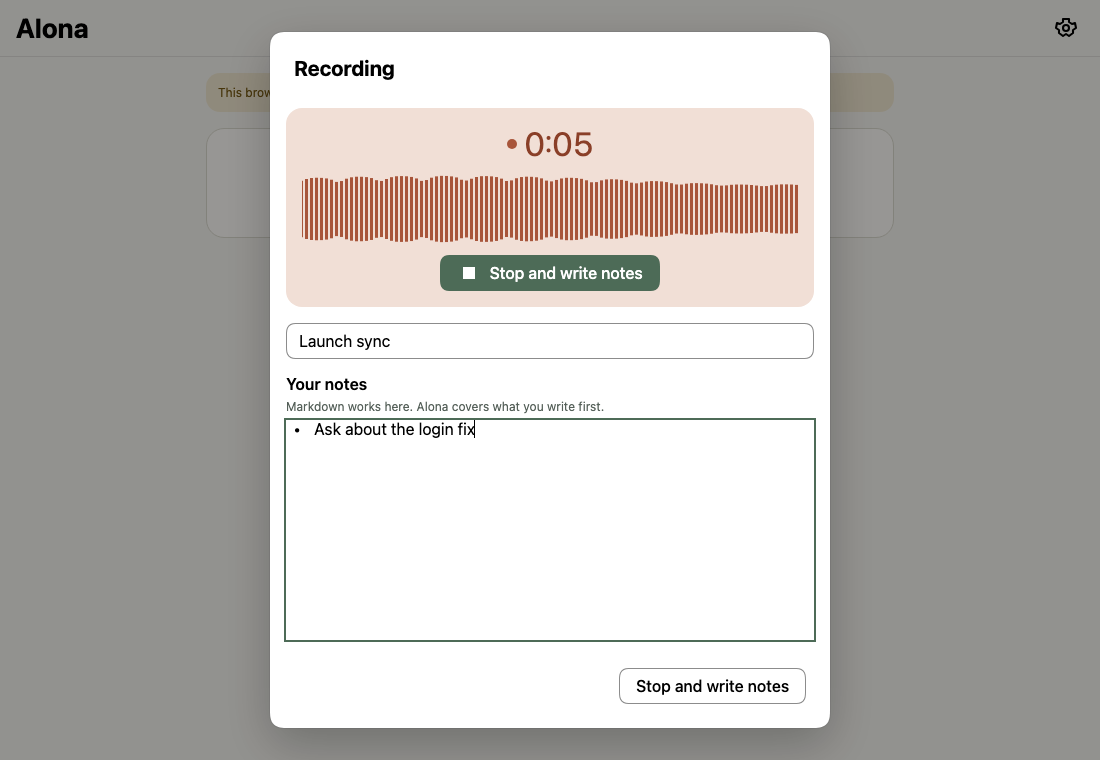 Alona
This brow
Recording
0:05
Stop and write notes
Launch sync
Your notes
Markdown works here. Alona covers what you write first.
• Ask about the login fix
Stop and write notes